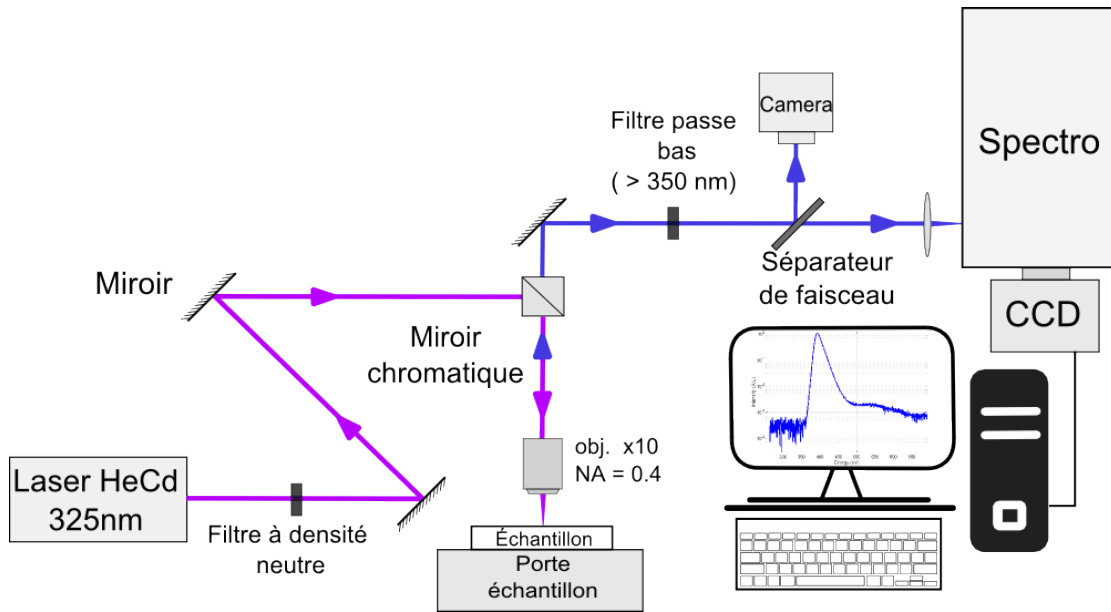 Camera
Filtre passe
bas
( > 350 nm)
Spectro
Miroir
Séparateur
de faisceau
CCD
Miroir
chromatique
obj. x10
NA = 0.4
Laser HeCd
325nm
Filtre à densité
neutre
Échantillon
Porte
échantillon